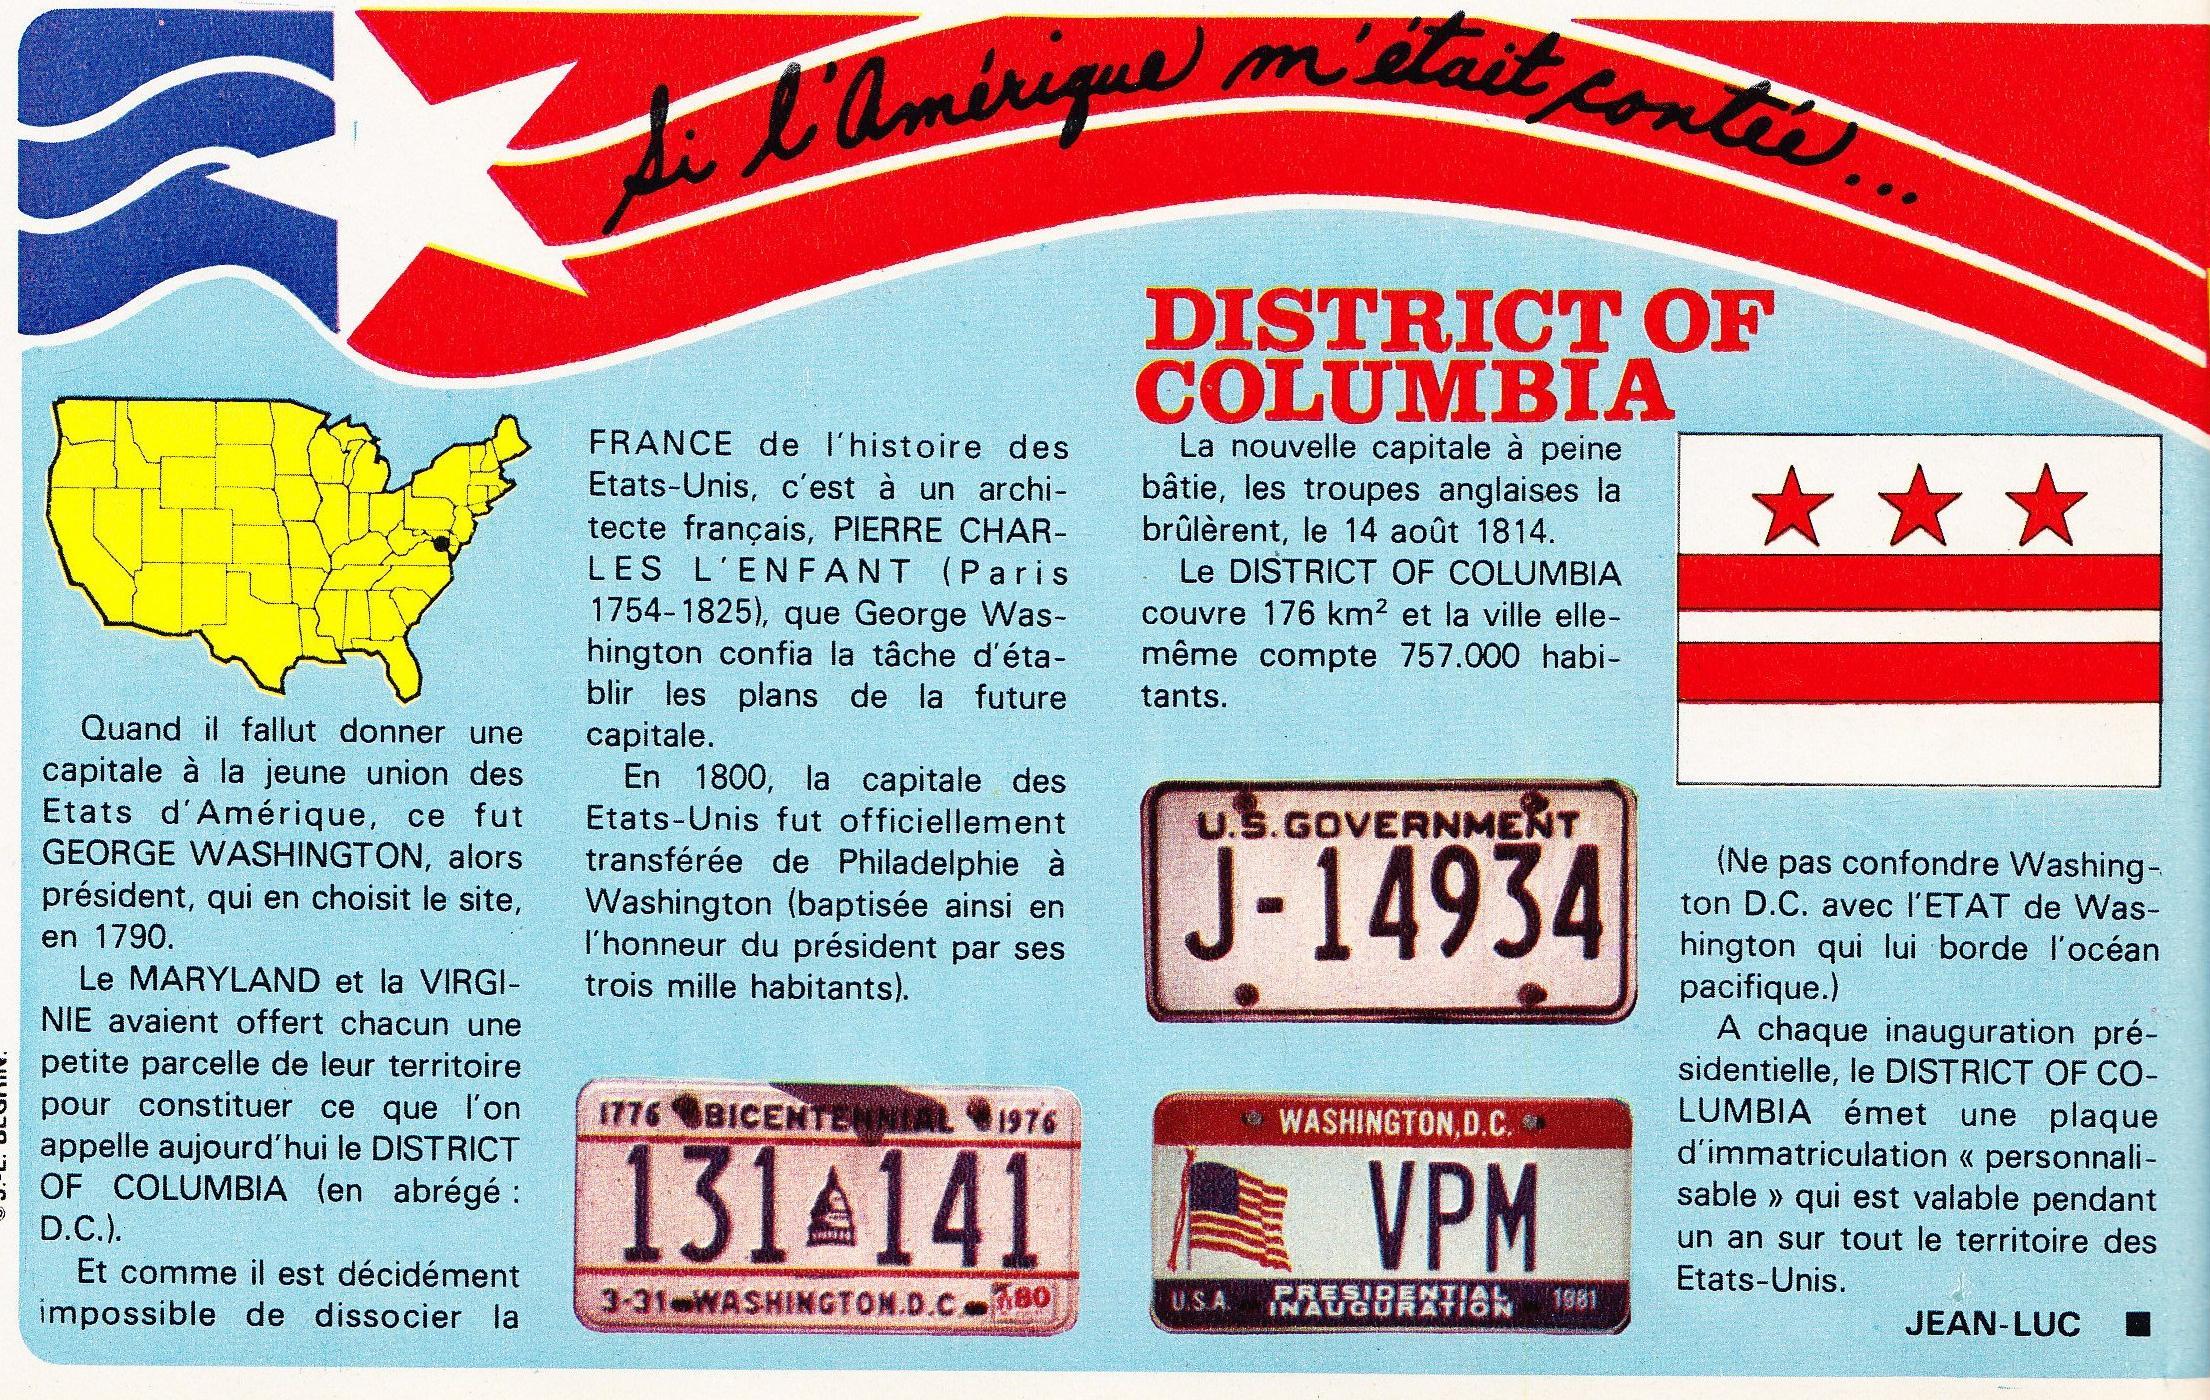 Si l'Amérique m'était contée...
DISTRICT OF
COLUMBIA
Quand il fallut donner une
capitale à la jeune union des
Etats d'Amérique, ce fut
GEORGE WASHINGTON, alors
président, qui en choisit le site,
en 1790.
Le MARYLAND et la VIRGI-
NIE avaient offert chacun une
petite parcelle de leur territoire
pour constituer ce que l'on
appelle aujourd'hui le DISTRICT
OF COLUMBIA (en abrégé :
D.C.).
Et comme il est décidément
impossible de dissocier la
FRANCE de l'histoire des
Etats-Unis, c'est à un archi-
tecte français, PIERRE CHAR-
LES L'ENFANT (Paris
1754-1825), que George Was-
hington confia la tâche d'éta-
blir les plans de la future
capitale.
En 1800, la capitale des
Etats-Unis fut officiellement
transférée de Philadelphie à
Washington (baptisée ainsi en
l'honneur du président par ses
trois mille habitants).
1776 BICENTENNIAL 1976
131 141
3-31 WASHINGTON.D.C. 80
La nouvelle capitale à peine
bâtie, les troupes anglaises la
brûlèrent, le 14 août 1814.
Le DISTRICT OF COLUMBIA
couvre 176 km² et la ville elle-
même compte 757.000 habi-
tants.
U.S.GOVERNMENT
J-14934
WASHINGTON,D.C.
VPM
U.S.A. PRESIDENTIAL INAUGURATION 1981
(Ne pas confondre Washing-
ton D.C. avec l'ETAT de Was-
hington qui lui borde l'océan
pacifique.)
A chaque inauguration pré-
sidentielle, le DISTRICT OF CO-
LUMBIA émet une plaque
d'immatriculation « personnali-
sable » qui est valable pendant
un an sur tout le territoire des
Etats-Unis.
JEAN-LUC ■